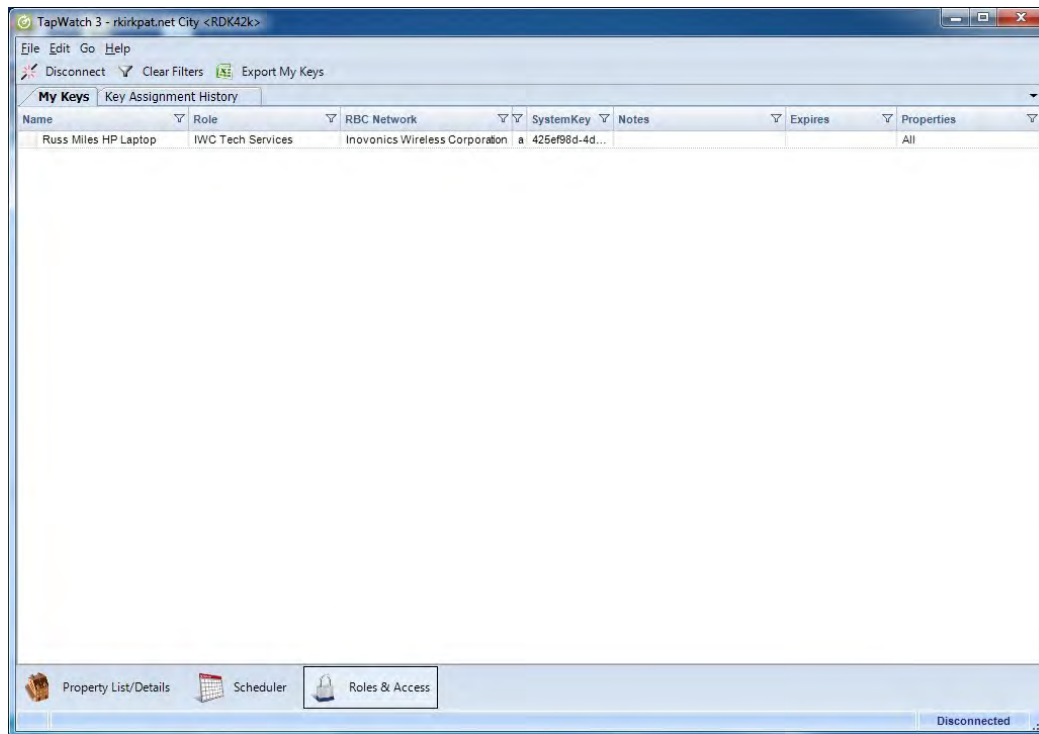 TapWatch 3 - rkirkpat.net City <RDK42k>
File Edit Go Help
Disconnect Clear Filters Export My Keys
My Keys Key Assignment History
Name Role RBC Network SystemKey Notes Expires Properties
Russ Miles HP Laptop IWC Tech Services Inovonics Wireless Corporation a 425ef98d-4d... All
Property List/Details Scheduler Roles & Access
Disconnected